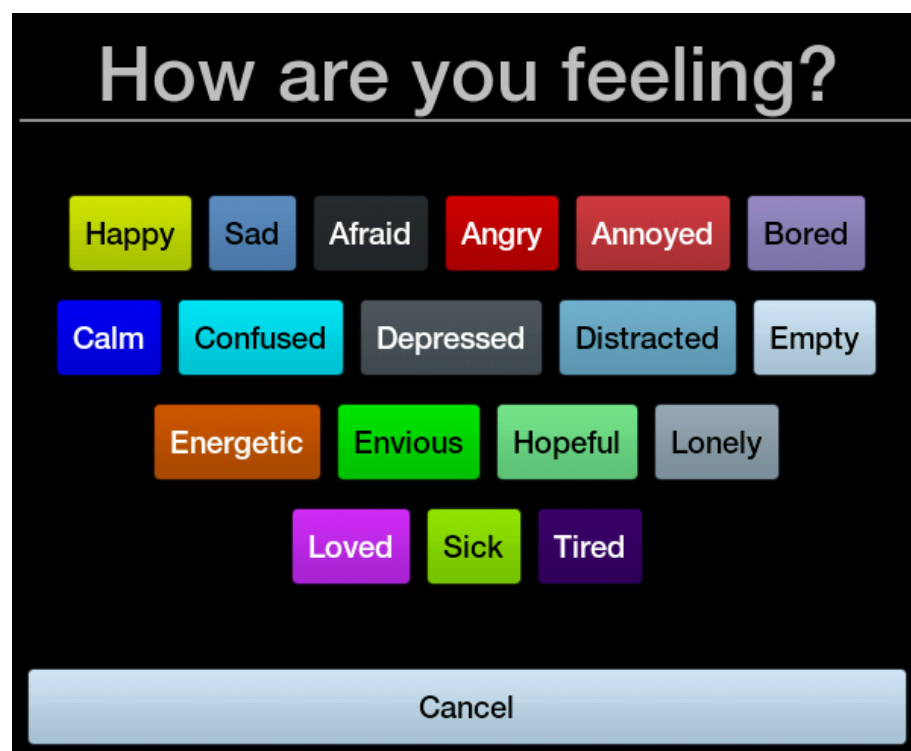 How are you feeling?
Happy Sad Afraid Angry Annoyed Bored
Calm Confused Depressed Distracted Empty
Energetic Envious Hopeful Lonely
Loved Sick Tired
Cancel